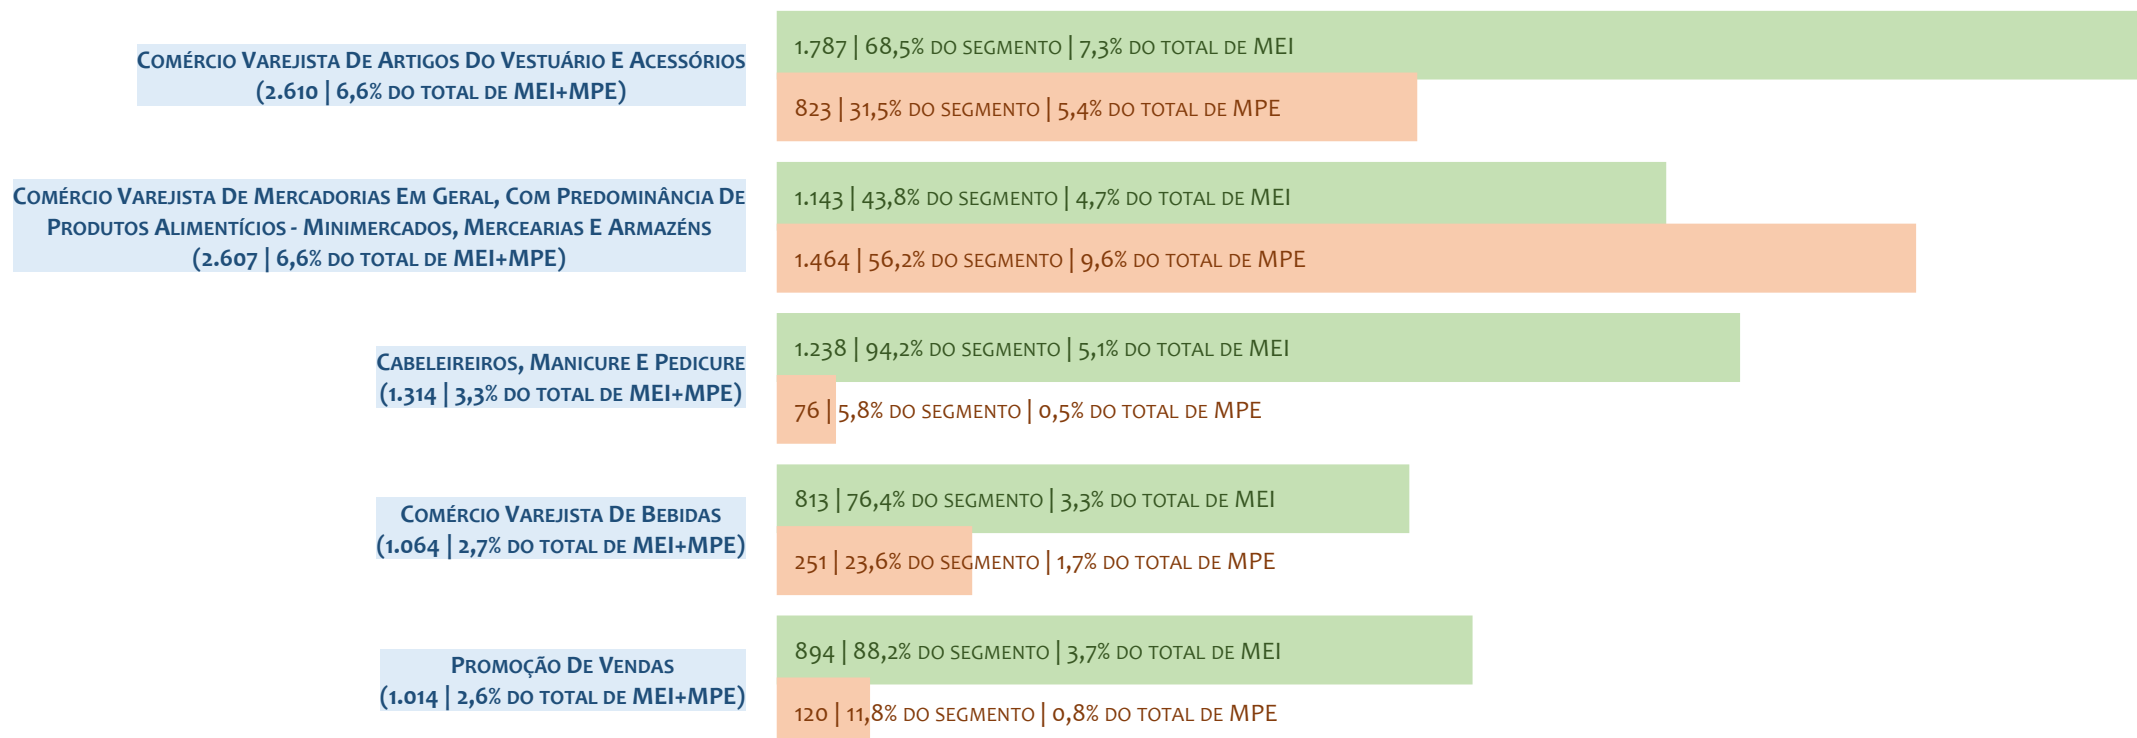 Comércio Varejista De Artigos Do Vestuário E Acessórios
(2.610 | 6,6% do total de MEI+MPE)
1.787 | 68,5% do segmento | 7,3% do total de MEI
823 | 31,5% do segmento | 5,4% do total de MPE
Comércio Varejista De Mercadorias Em Geral, Com Predominância De
Produtos Alimentícios - Minimercados, Mercearias E Armazéns
(2.607 | 6,6% do total de MEI+MPE)
1.143 | 43,8% do segmento | 4,7% do total de MEI
1.464 | 56,2% do segmento | 9,6% do total de MPE
Cabeleireiros, Manicure E Pedicure
(1.314 | 3,3% do total de MEI+MPE)
1.238 | 94,2% do segmento | 5,1% do total de MEI
76 | 5,8% do segmento | 0,5% do total de MPE
Comércio Varejista De Bebidas
(1.064 | 2,7% do total de MEI+MPE)
813 | 76,4% do segmento | 3,3% do total de MEI
251 | 23,6% do segmento | 1,7% do total de MPE
Promoção De Vendas
(1.014 | 2,6% do total de MEI+MPE)
894 | 88,2% do segmento | 3,7% do total de MEI
120 | 11,8% do segmento | 0,8% do total de MPE